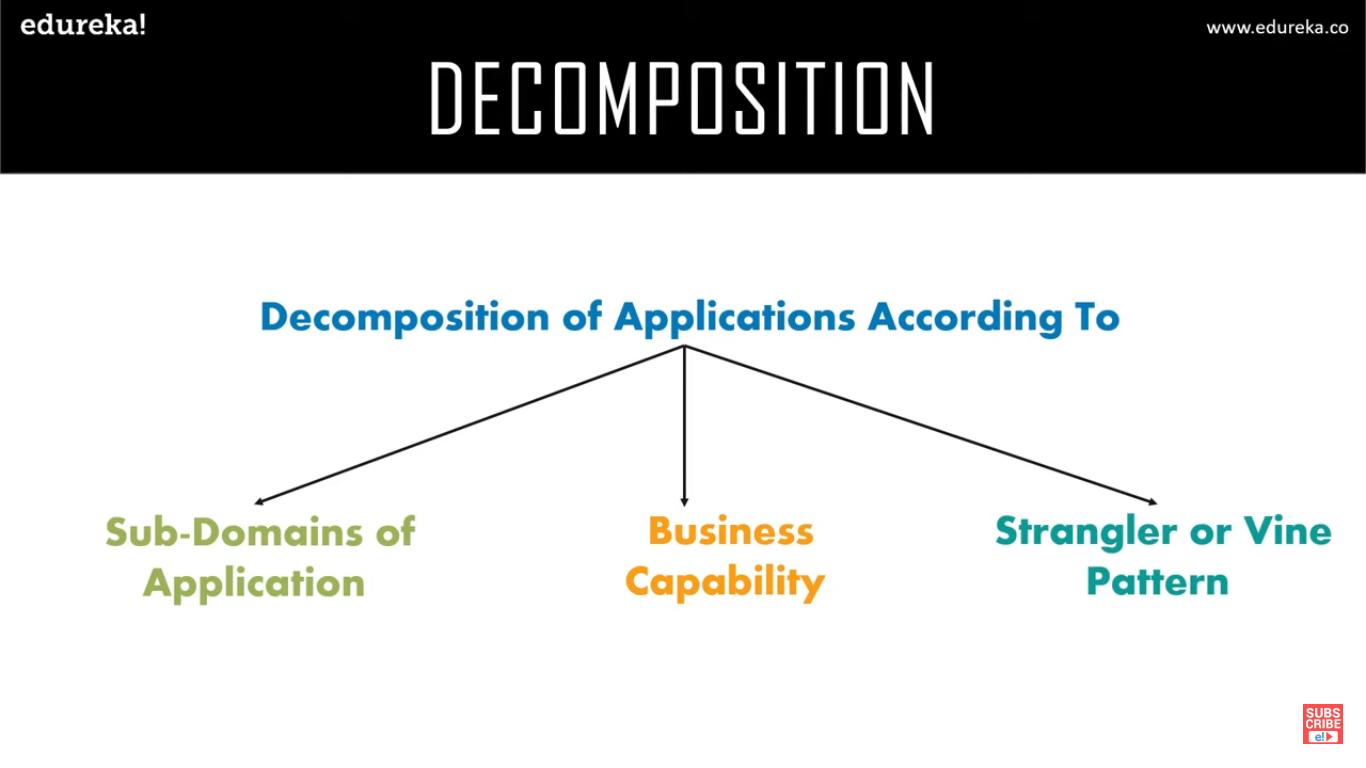 edureka!
www.edureka.co
DECOMPOSITION
Decomposition of Applications According To
Sub-Domains of
Application
Business
Capability
Strangler or Vine
Pattern
SUBS
CRIBE
e!